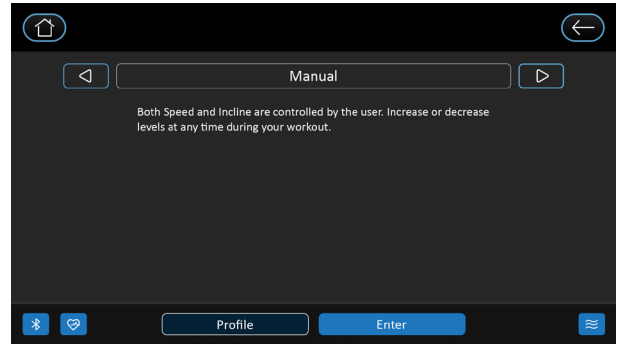 Manual
Both Speed and Incline are controlled by the user. Increase or decrease
levels at any time during your workout.
Profile
Enter